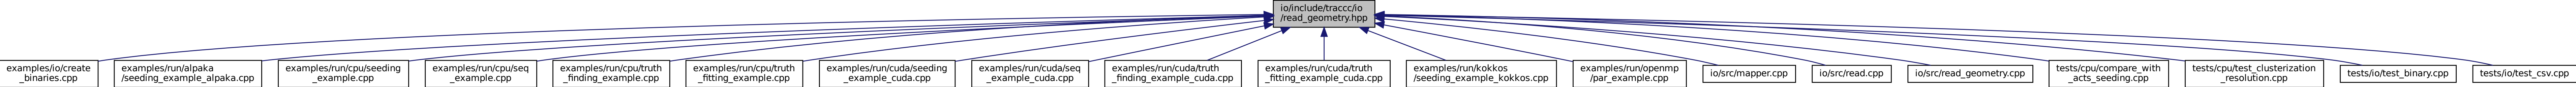 io/include/traccc/io
/read_geometry.hpp
examples/io/create
_binaries.cpp
examples/run/alpaka
/seeding_example_alpaka.cpp
examples/run/cpu/seeding
_example.cpp
examples/run/cpu/seq
_example.cpp
examples/run/cpu/truth
_finding_example.cpp
examples/run/cpu/truth
_fitting_example.cpp
examples/run/cuda/seeding
_example_cuda.cpp
examples/run/cuda/seq
_example_cuda.cpp
examples/run/cuda/truth
_finding_example_cuda.cpp
examples/run/cuda/truth
_fitting_example_cuda.cpp
examples/run/kokkos
/seeding_example_kokkos.cpp
examples/run/openmp
/par_example.cpp
io/src/mapper.cpp
io/src/read.cpp
io/src/read_geometry.cpp
tests/cpu/compare_with
_acts_seeding.cpp
tests/cpu/test_clusterization
_resolution.cpp
tests/io/test_binary.cpp
tests/io/test_csv.cpp